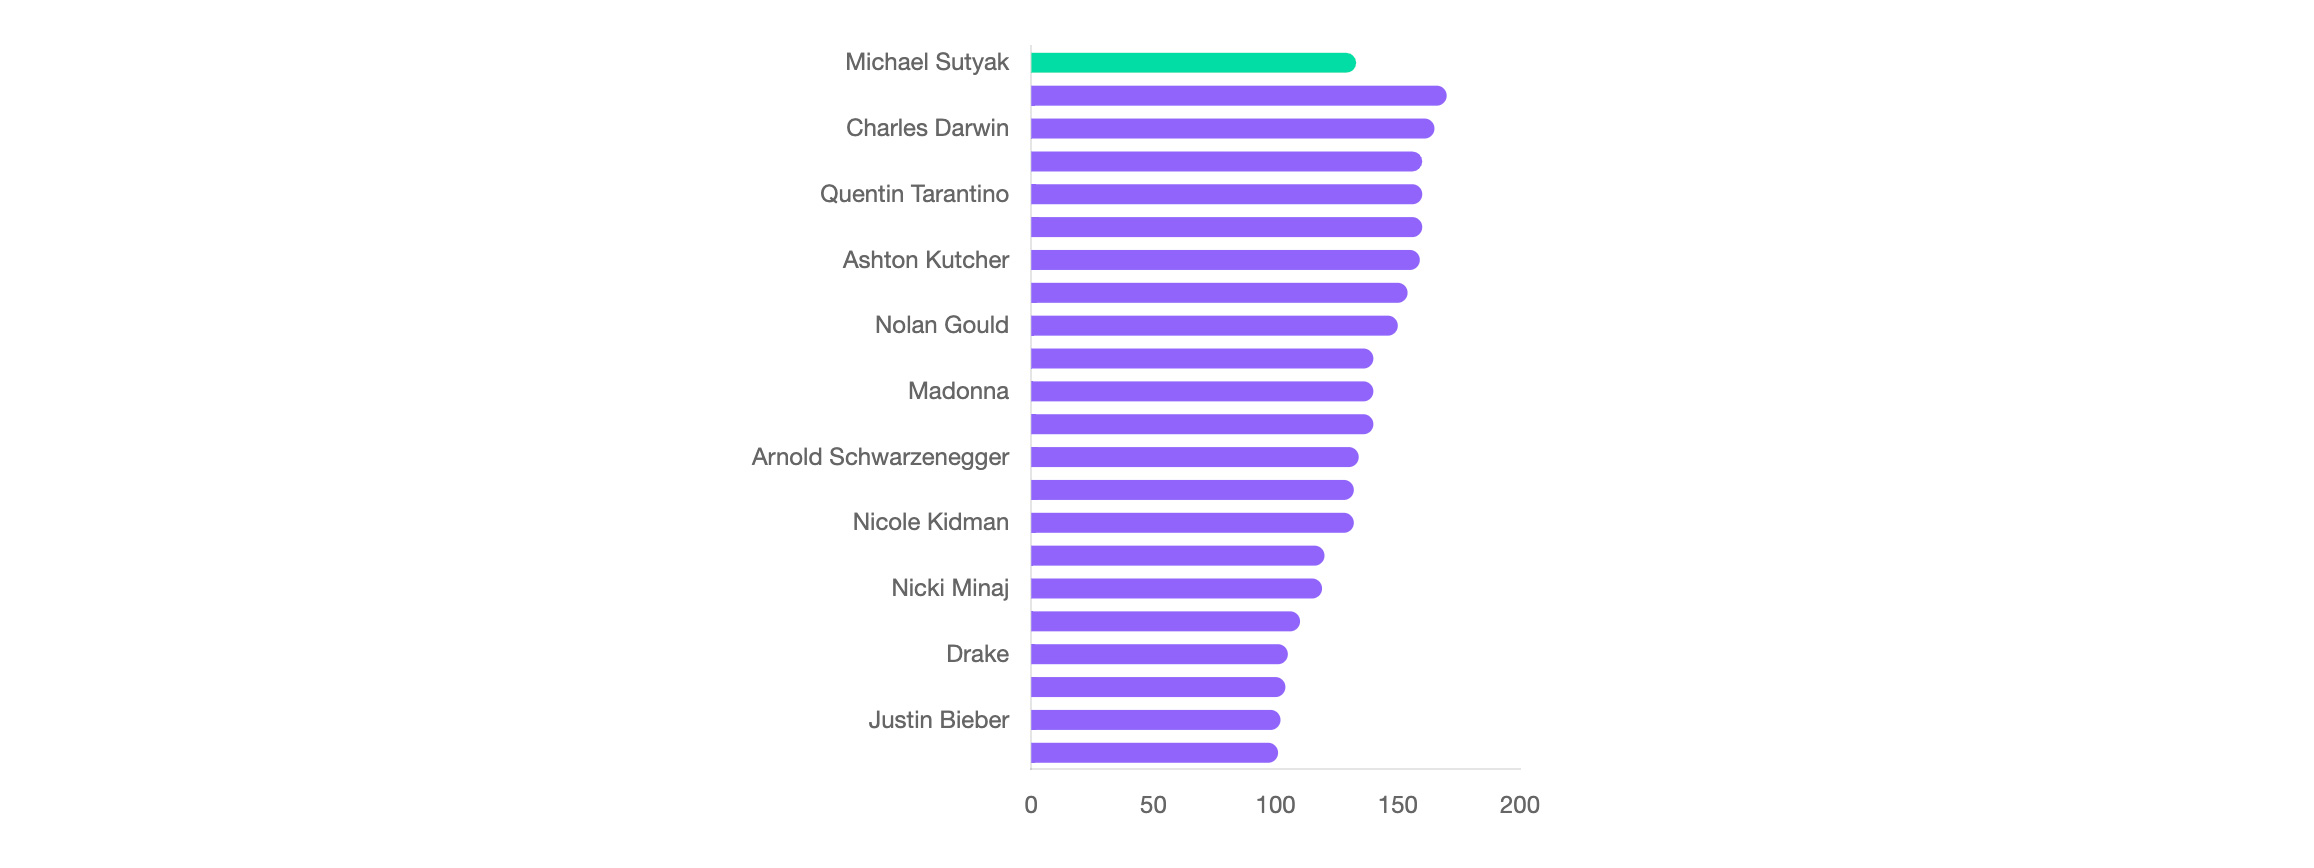 Michael Sutyak
Charles Darwin
Quentin Tarantino
Ashton Kutcher
Nolan Gould
Madonna
Arnold Schwarzenegger
Nicole Kidman
Nicki Minaj
Drake
Justin Bieber
0 50 100 150 200